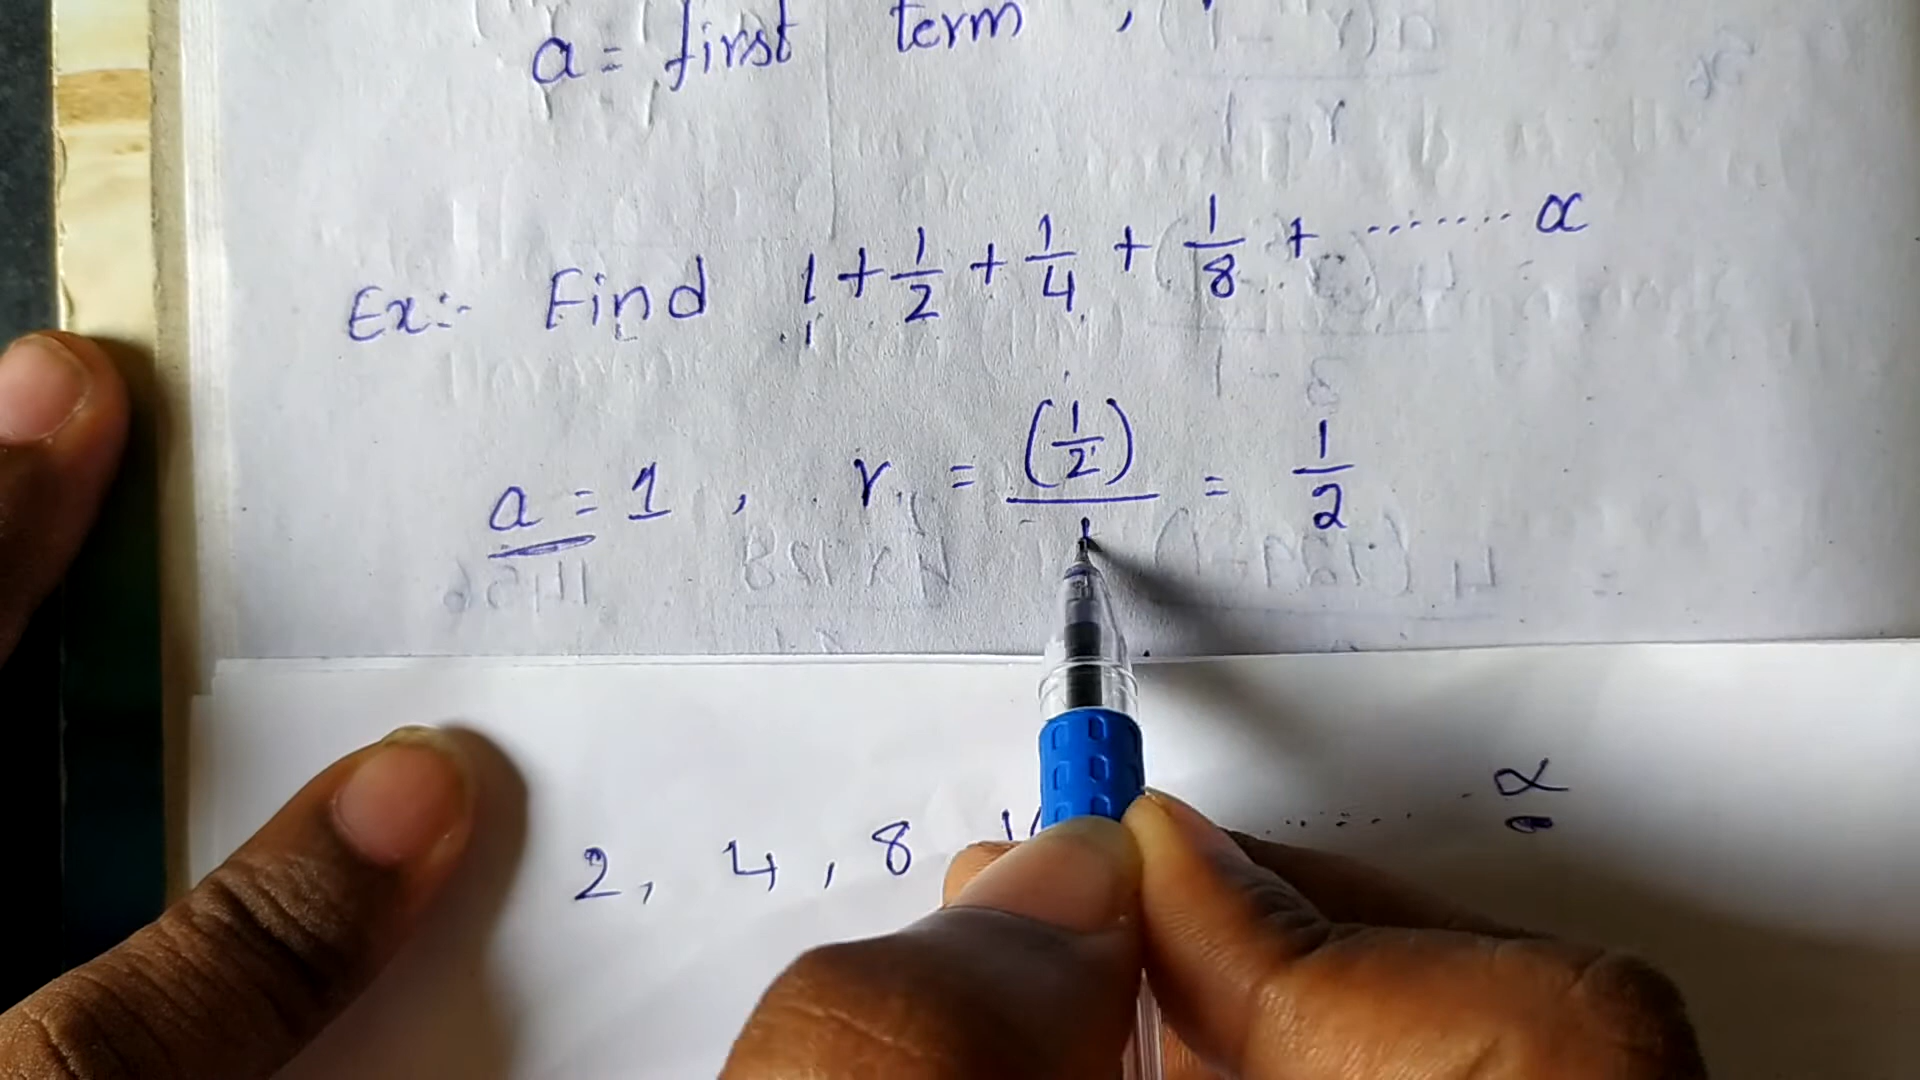 a = first term ,
Ex:- Find 1 + 1/2 + 1/4 + 1/8 + ........ ∝
a = 1 , r = (1/2)/1 = 1/2
2, 4, 8 ........ ∝